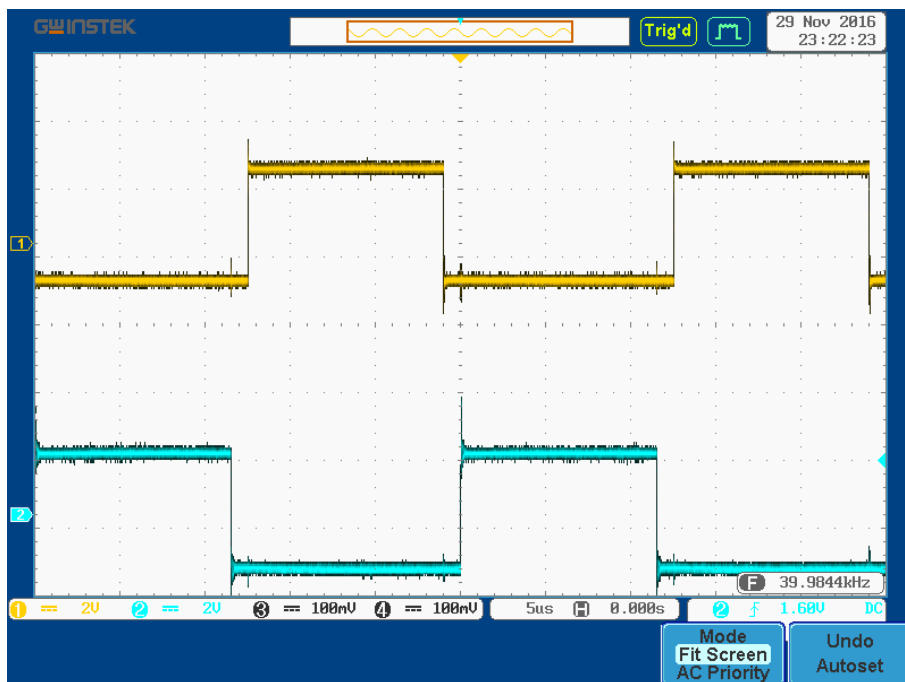 GWINSTEK
Trig'd
29 Nov 2016
23:22:23
1
2
F 39.9844kHz
1 2V 2 2V 3 100mV 4 100mV 5us H 0.000s 2 1.60V DC
Mode
Fit Screen
AC Priority
Undo
Autoset